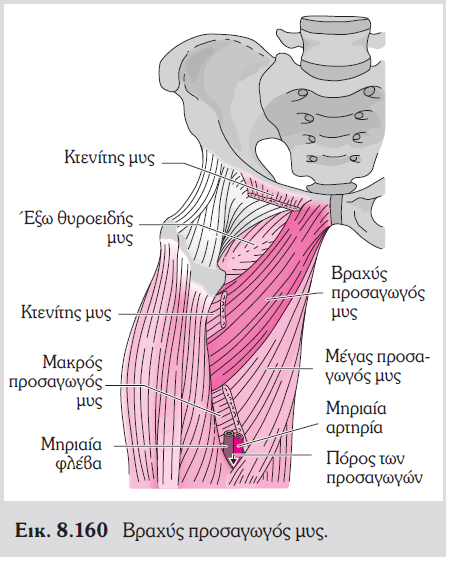 Κτενίτης μυς
Έξω θυροειδής
μυς
Κτενίτης μυς
Μακρός
προσαγωγός
μυς
Μηριαία
φλέβα
Βραχύς
προσαγωγός
μυς
Μέγας προσα-
γωγός μυς
Μηριαία
αρτηρία
Πόρος των
προσαγωγών
Εικ. 8.160 Βραχύς προσαγωγός μυς.